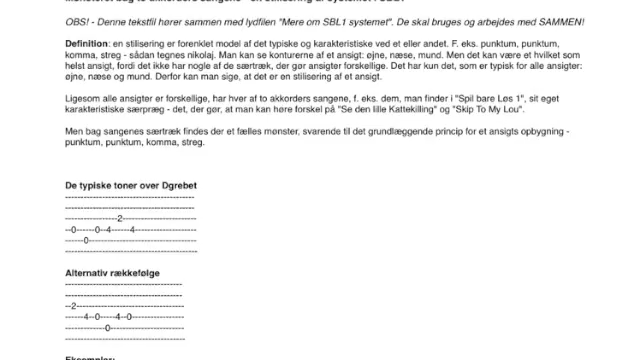 OBS! - Denne tekstfil hører sammen med lydfilen "Mere om SBL1 systemet". De skal bruges og arbejdes med SAMMEN!
Definition: en stilisering er forenklet model af det typiske og karakteristiske ved et eller andet. F. eks. punktum, punktum,
komma, streg - sådan tegnes nikolaj. Man kan se konturerne af et ansigt: øjne, næse, mund. Men det kan være et hvilket som
helst ansigt, fordi det ikke har nogle af de særtræk, der gør ansigter forskellige. Det har kun det, som er typisk for alle ansigter:
øjne, næse og mund. Derfor kan man sige, at det er en stilisering af et ansigt.
Ligesom alle ansigter er forskellige, har hver af to akkorders sangene, f. eks. dem, man finder i "Spil bare Løs 1", sit eget
karakteristiske særpræg - det, der gør, at man kan høre forskel på "Se den lille Kattekilling" og "Skip To My Lou".
Men bag sangenes særtræk findes der et fælles mønster, svarende til det grundlæggende princip for et ansigts opbygning -
punktum, punktum, komma, streg.
De typiske toner over Dgrebet
------------------------------------------
------------------------------------------
-----------------2------------------------
--0------0--4------4--------------------
------0-----------------------------------
-------------------------------------------
Alternativ rækkefølge
--------------------------------------
--------------------------------------
--2-----------------------------------
------4--0-----4--0-----------------
-------------0------------------------
---------------------------------------
Eksempler: